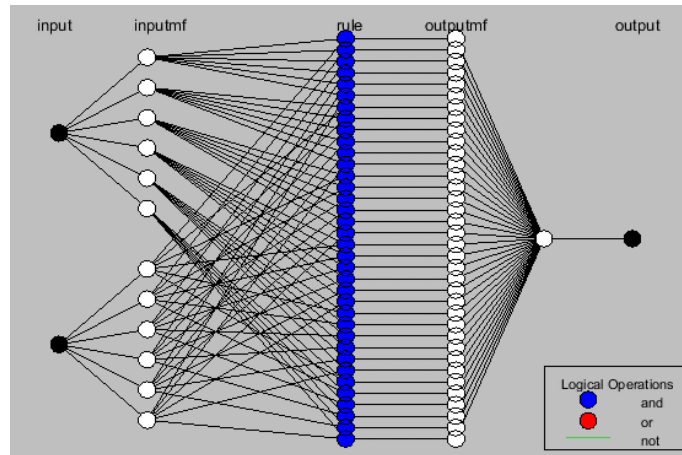 input inputmf rule outputmf output
Logical Operations
and
or
not